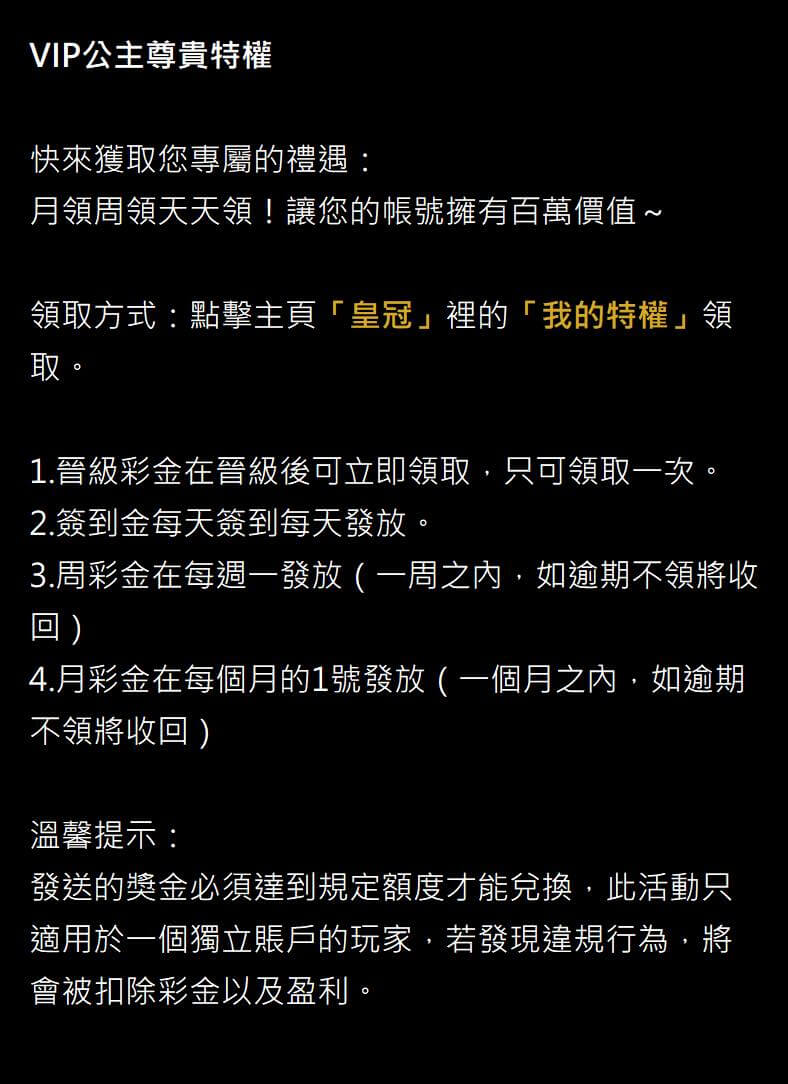 VIP公主尊貴特權
快來獲取您專屬的禮遇：
月領周領天天領！讓您的帳號擁有百萬價值～
領取方式：點擊主頁「皇冠」裡的「我的特權」領
取。
1.晉級彩金在晉級後可立即領取，只可領取一次。
2.簽到金每天簽到每天發放。
3.周彩金在每週一發放（一周之內，如逾期不領將收
回）
4.月彩金在每個月的1號發放（一個月之內，如逾期
不領將收回）
溫馨提示：
發送的獎金必須達到規定額度才能兌換，此活動只
適用於一個獨立賬戶的玩家，若發現違規行為，將
會被扣除彩金以及盈利。